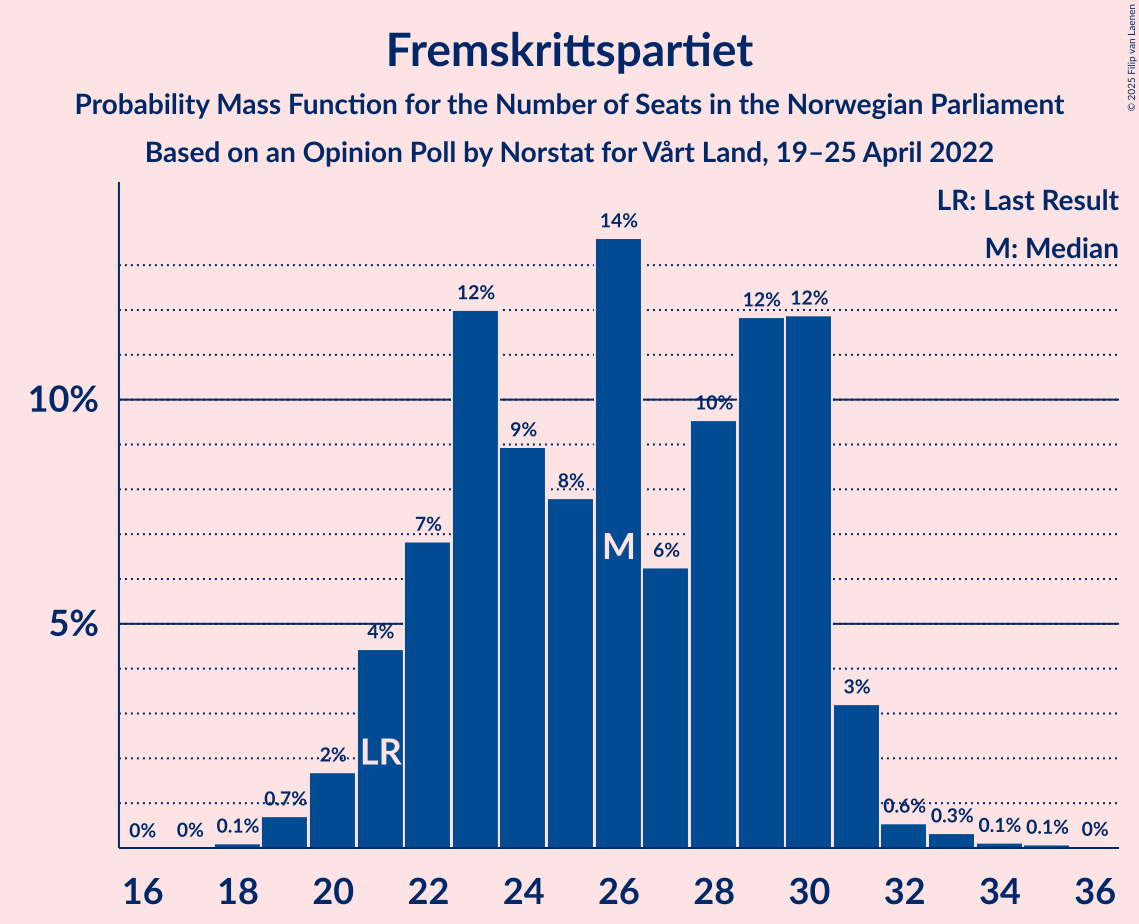 © 2025 Filip van Laenen
Fremskrittspartiet
Probability Mass Function for the Number of Seats in the Norwegian Parliament
Based on an Opinion Poll by Norstat for Vårt Land, 19–25 April 2022
LR: Last Result
M: Median
10%
5%
0%
0%
0.1%
0.7%
2%
4%
7%
12%
9%
8%
14%
6%
10%
12%
12%
3%
0.6%
0.3%
0.1%
0.1%
0%
LR
M
16 18 20 22 24 26 28 30 32 34 36